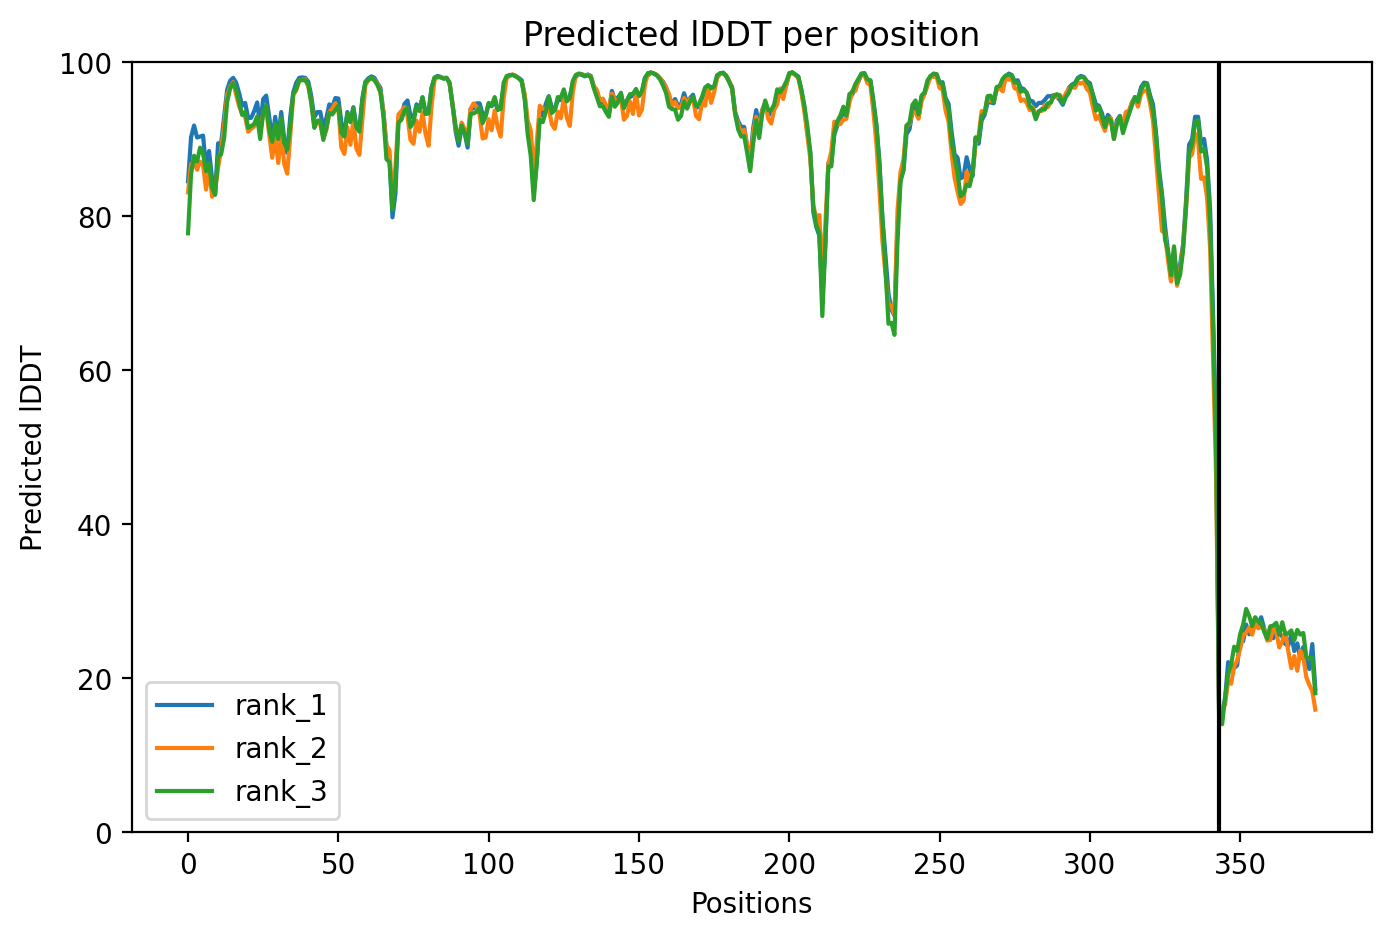 Predicted lDDT per position
Predicted lDDT
100
80
60
40
20
0
rank_1
rank_2
rank_3
0 50 100 150 200 250 300 350
Positions